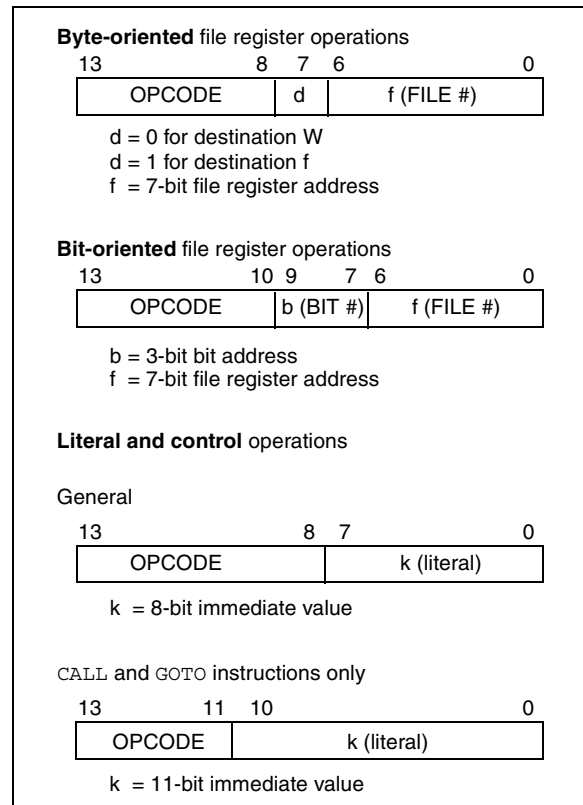 Byte-oriented file register operations
13 8 7 6 0
OPCODE d f (FILE #)
d = 0 for destination W
d = 1 for destination f
f = 7-bit file register address
Bit-oriented file register operations
13 10 9 7 6 0
OPCODE b (BIT #) f (FILE #)
b = 3-bit bit address
f = 7-bit file register address
Literal and control operations
General
13 8 7 0
OPCODE k (literal)
k = 8-bit immediate value
CALL and GOTO instructions only
13 11 10 0
OPCODE k (literal)
k = 11-bit immediate value